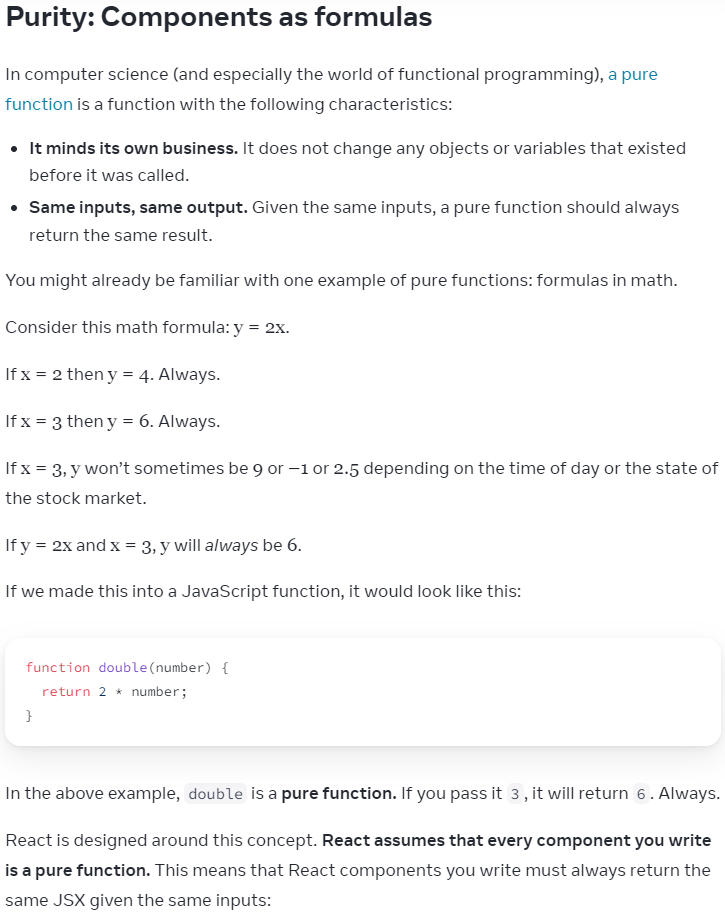 Purity: Components as formulas
In computer science (and especially the world of functional programming), a pure
function is a function with the following characteristics:
• It minds its own business. It does not change any objects or variables that existed
before it was called.
• Same inputs, same output. Given the same inputs, a pure function should always
return the same result.
You might already be familiar with one example of pure functions: formulas in math.
Consider this math formula: y = 2x.
If x = 2 then y = 4. Always.
If x = 3 then y = 6. Always.
If x = 3, y won’t sometimes be 9 or –1 or 2.5 depending on the time of day or the state of
the stock market.
If y = 2x and x = 3, y will always be 6.
If we made this into a JavaScript function, it would look like this:
function double(number) {
  return 2 * number;
}
In the above example, double is a pure function. If you pass it 3, it will return 6. Always.
React is designed around this concept. React assumes that every component you write
is a pure function. This means that React components you write must always return the
same JSX given the same inputs: